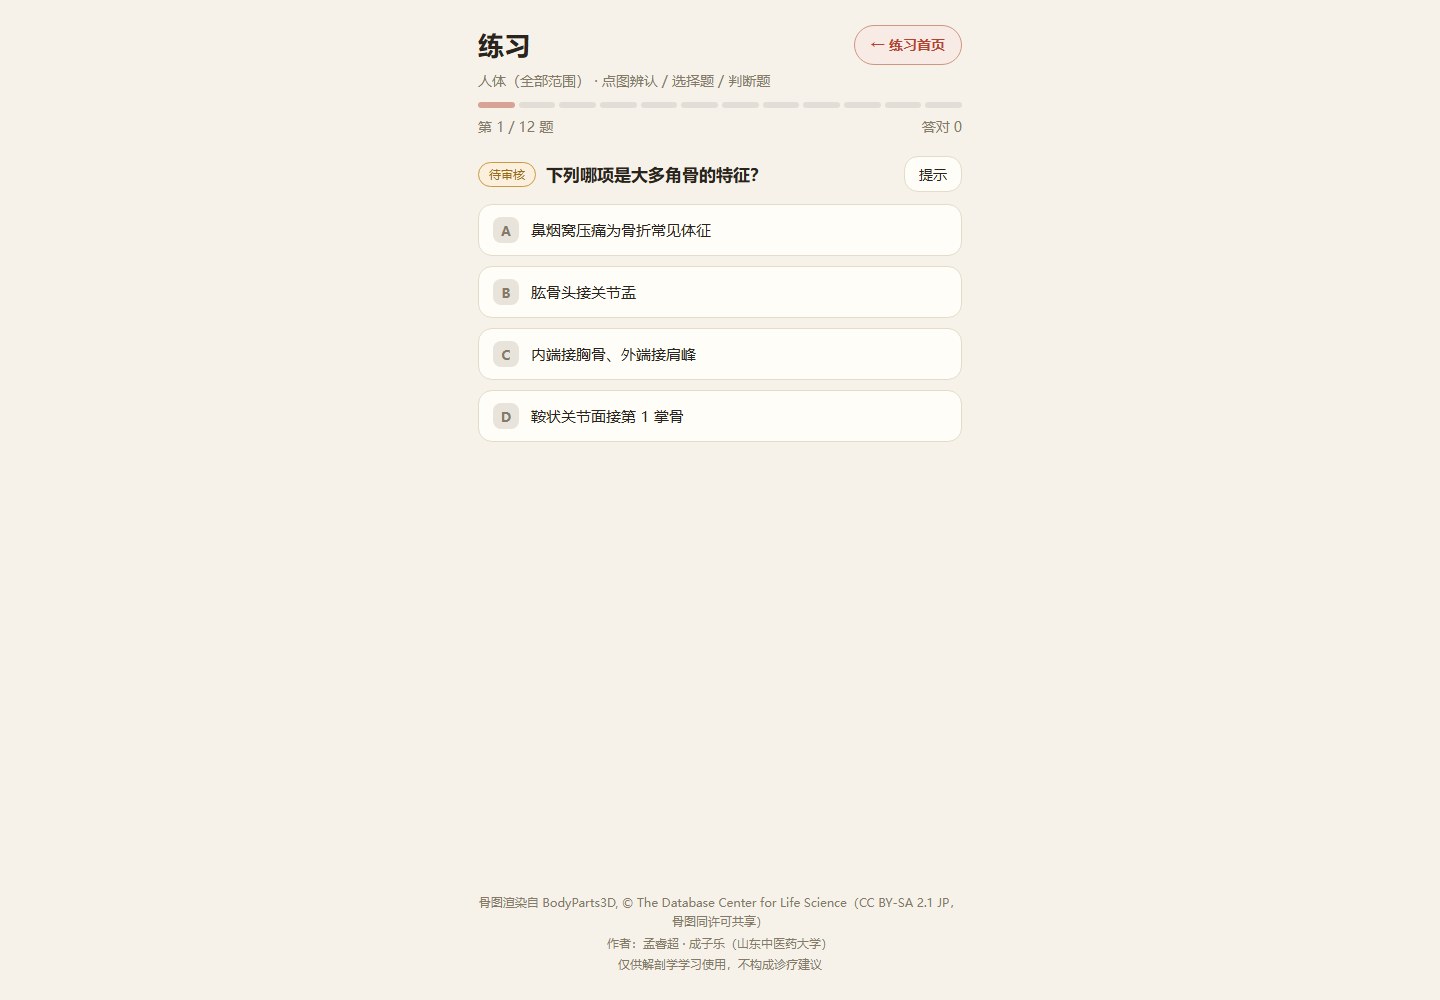 练习
← 练习首页
人体（全部范围） · 点图辨认 / 选择题 / 判断题
第 1 / 12 题
答对 0
待审核
下列哪项是大多角骨的特征？
提示
A 鼻烟窝压痛为骨折常见体征
B 肱骨头接关节盂
C 内端接胸骨、外端接肩峰
D 鞍状关节面接第 1 掌骨
骨图渲染自 BodyParts3D, © The Database Center for Life Science（CC BY-SA 2.1 JP，
骨图同许可共享）
作者：孟睿超 · 成子乐（山东中医药大学）
仅供解剖学学习使用，不构成诊疗建议